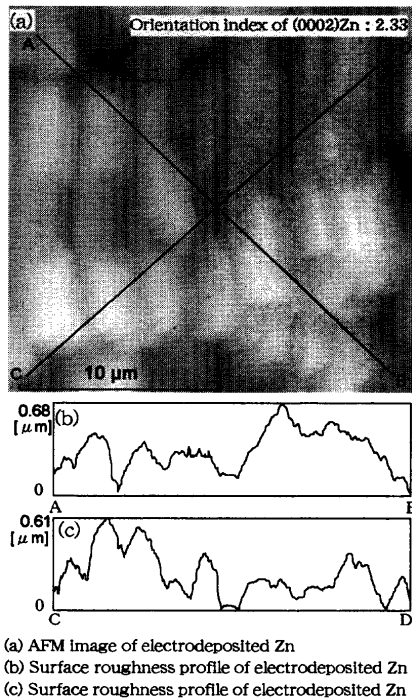 (a)
Orientation index of (0002)Zn : 2.33
A
C
10 μm
0.68
(b)
[μm]
0
A
0.61
(c)
[μm]
0
C
D
(a) AFM image of electrodeposited Zn
(b) Surface roughness profile of electrodeposited Zn
(c) Surface roughness profile of electrodeposited Zn